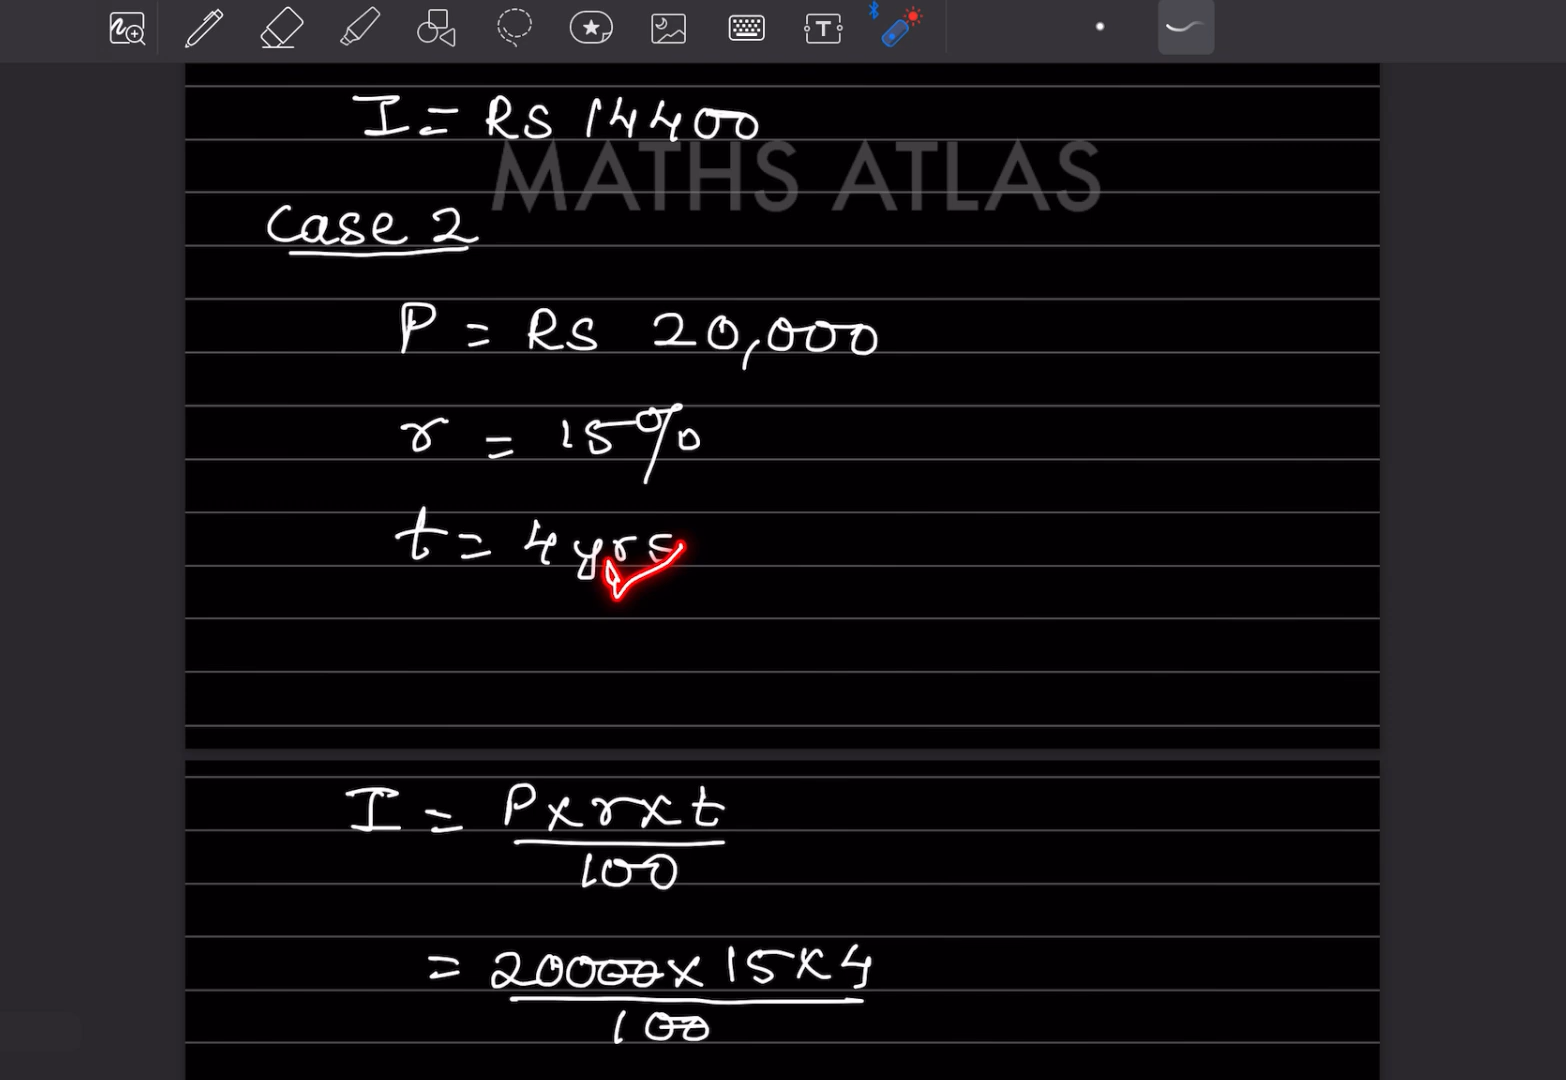 I = Rs 14400
MATHS ATLAS
Case 2
P = Rs 20,000
r = 15%
t = 4 yrs
I = P x r x t
100
= 20000 x 15 x 4
100